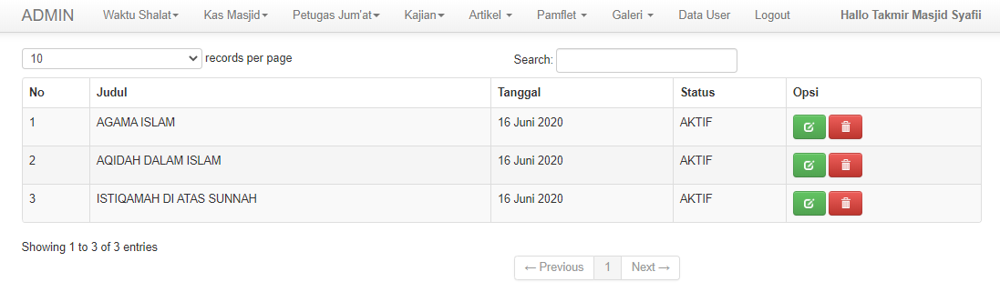 ADMIN Waktu Shalat Kas Masjid Petugas Jum'at Kajian Artikel Pamflet Galeri Data User Logout Hallo Takmir Masjid Syafii
10 records per page Search:
No Judul Tanggal Status Opsi
1 AGAMA ISLAM 16 Juni 2020 AKTIF
2 AQIDAH DALAM ISLAM 16 Juni 2020 AKTIF
3 ISTIQAMAH DI ATAS SUNNAH 16 Juni 2020 AKTIF
Showing 1 to 3 of 3 entries
← Previous 1 Next →